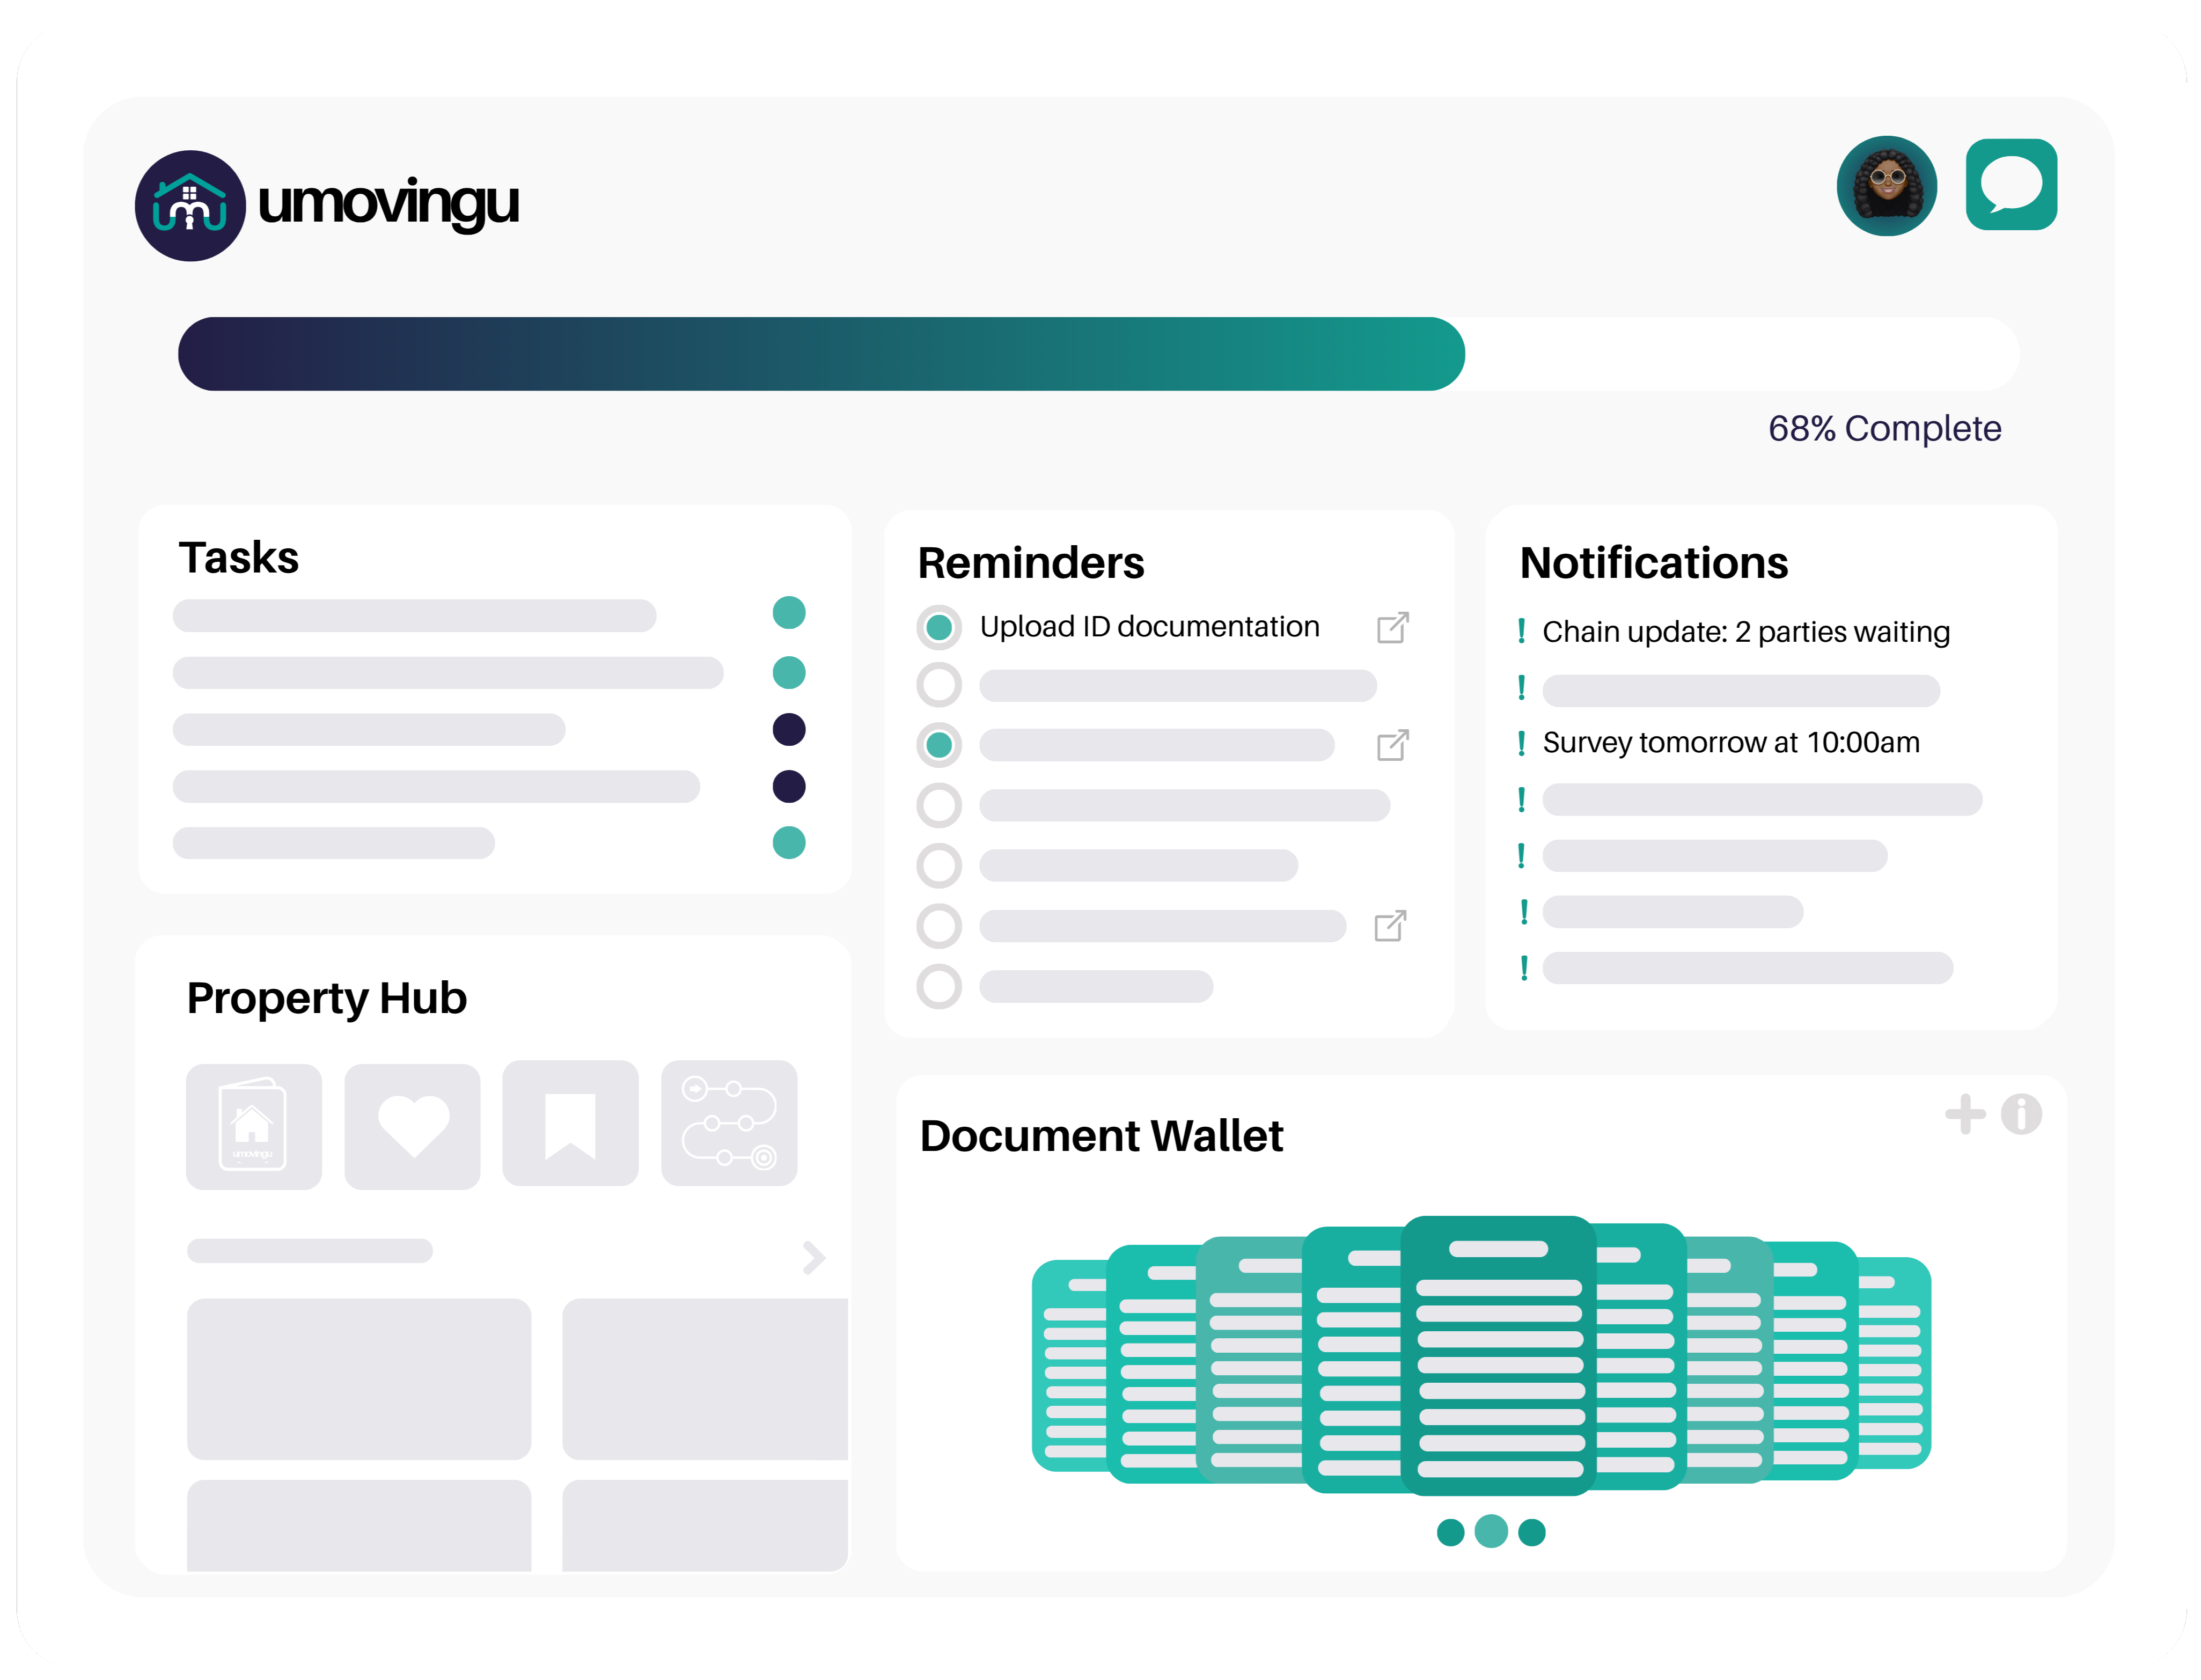 umovingu
68% Complete
Tasks
Reminders
Upload ID documentation
Notifications
Chain update: 2 parties waiting
Survey tomorrow at 10:00am
Property Hub
umovingu
Document Wallet